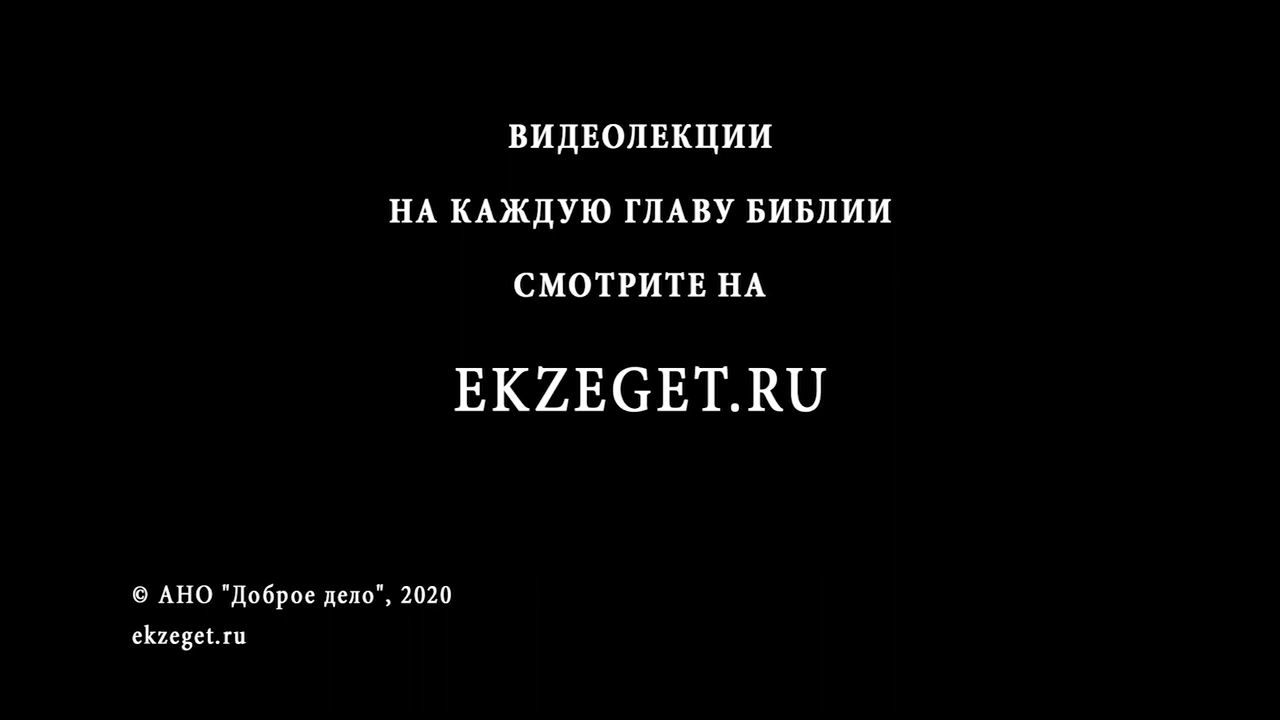 ВИДЕОЛЕКЦИИ
НА КАЖДУЮ ГЛАВУ БИБЛИИ
СМОТРИТЕ НА
EKZEGET.RU
© АНО "Доброе дело", 2020
ekzeget.ru